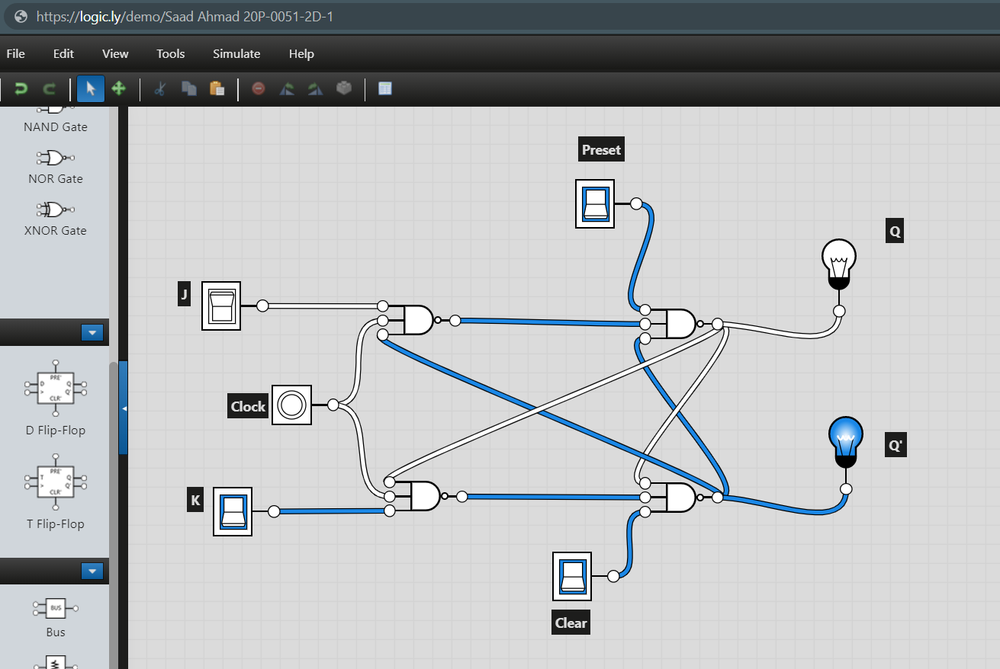 https://logic.ly/demo/Saad Ahmad 20P-0051-2D-1
File Edit View Tools Simulate Help
NAND Gate
NOR Gate
XNOR Gate
PRE'
D Q
> Q'
CLR'
D Flip-Flop
PRE'
T Q
> Q'
CLR'
T Flip-Flop
BUS
Bus
Preset
Q
J
Clock
Q'
K
Clear